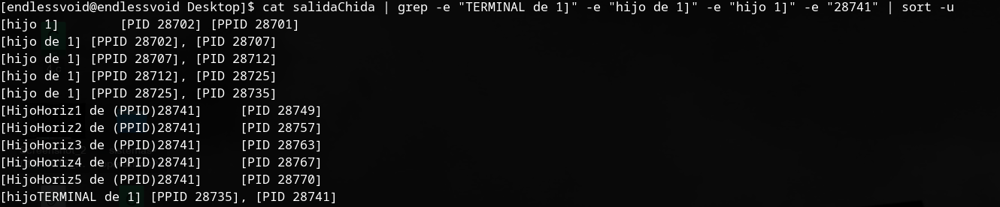 [endlessvoid@endlessvoid Desktop]$ cat salidaChida | grep -e "TERMINAL de 1]" -e "hijo de 1]" -e "hijo 1]" -e "28741" | sort -u
[hijo 1]        [PID 28702] [PPID 28701]
[hijo de 1] [PPID 28702], [PID 28707]
[hijo de 1] [PPID 28707], [PID 28712]
[hijo de 1] [PPID 28712], [PID 28725]
[hijo de 1] [PPID 28725], [PID 28735]
[HijoHoriz1 de (PPID)28741]     [PID 28749]
[HijoHoriz2 de (PPID)28741]     [PID 28757]
[HijoHoriz3 de (PPID)28741]     [PID 28763]
[HijoHoriz4 de (PPID)28741]     [PID 28767]
[HijoHoriz5 de (PPID)28741]     [PID 28770]
[hijoTERMINAL de 1] [PPID 28735], [PID 28741]